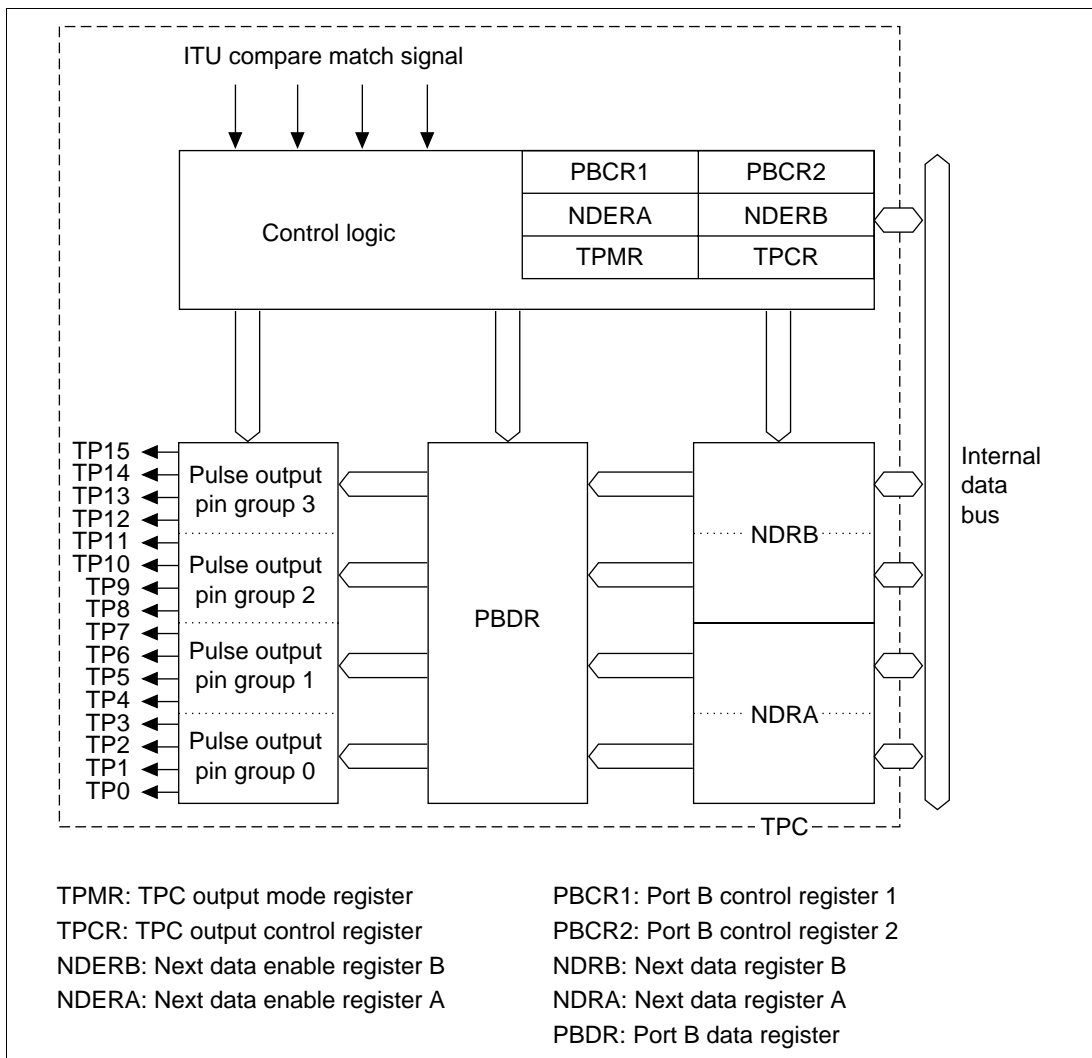 ITU compare match signal
PBCR1 PBCR2
Control logic
NDERA NDERB
TPMR TPCR
TP15
TP14
TP13
TP12
TP11
TP10
TP9
TP8
TP7
TP6
TP5
TP4
TP3
TP2
TP1
TP0
Pulse output
pin group 3
Pulse output
pin group 2
Pulse output
pin group 1
Pulse output
pin group 0
PBDR
NDRB
NDRA
Internal
data
bus
TPC
TPMR: TPC output mode register
TPCR: TPC output control register
NDERB: Next data enable register B
NDERA: Next data enable register A
PBCR1: Port B control register 1
PBCR2: Port B control register 2
NDRB: Next data register B
NDRA: Next data register A
PBDR: Port B data register